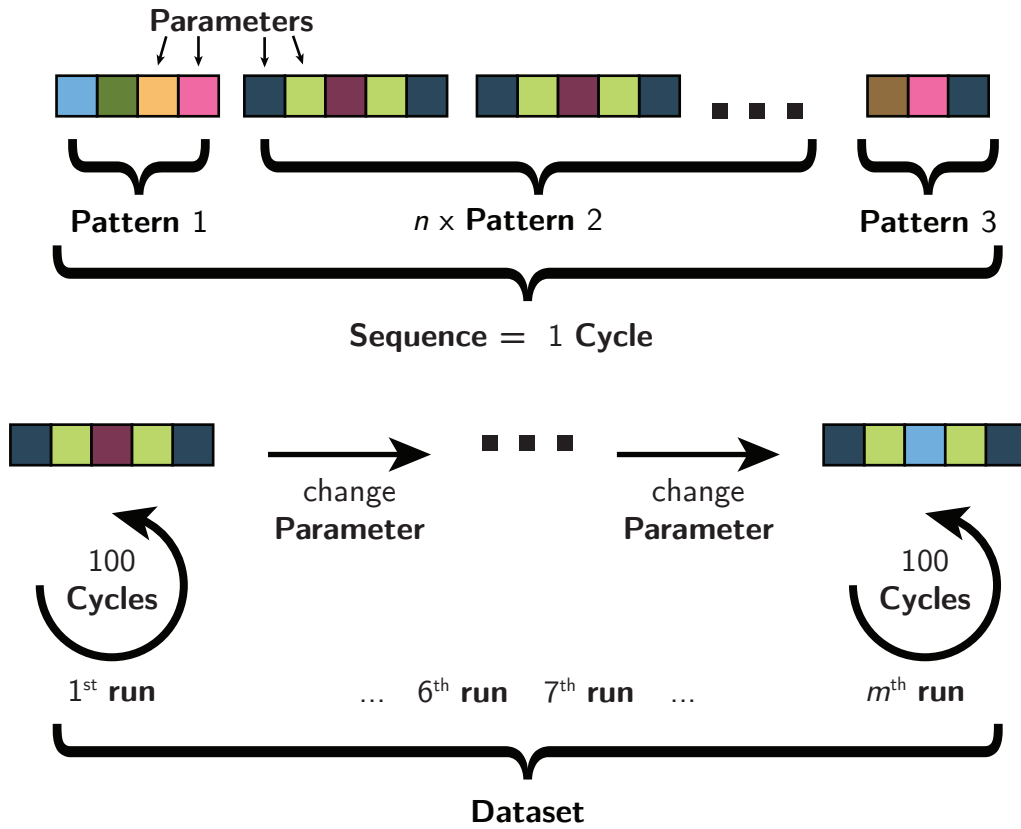 Parameters
Pattern 1
n x Pattern 2
Pattern 3
Sequence = 1 Cycle
change
Parameter
change
Parameter
100
Cycles
100
Cycles
1st run
... 6th run 7th run ...
mth run
Dataset